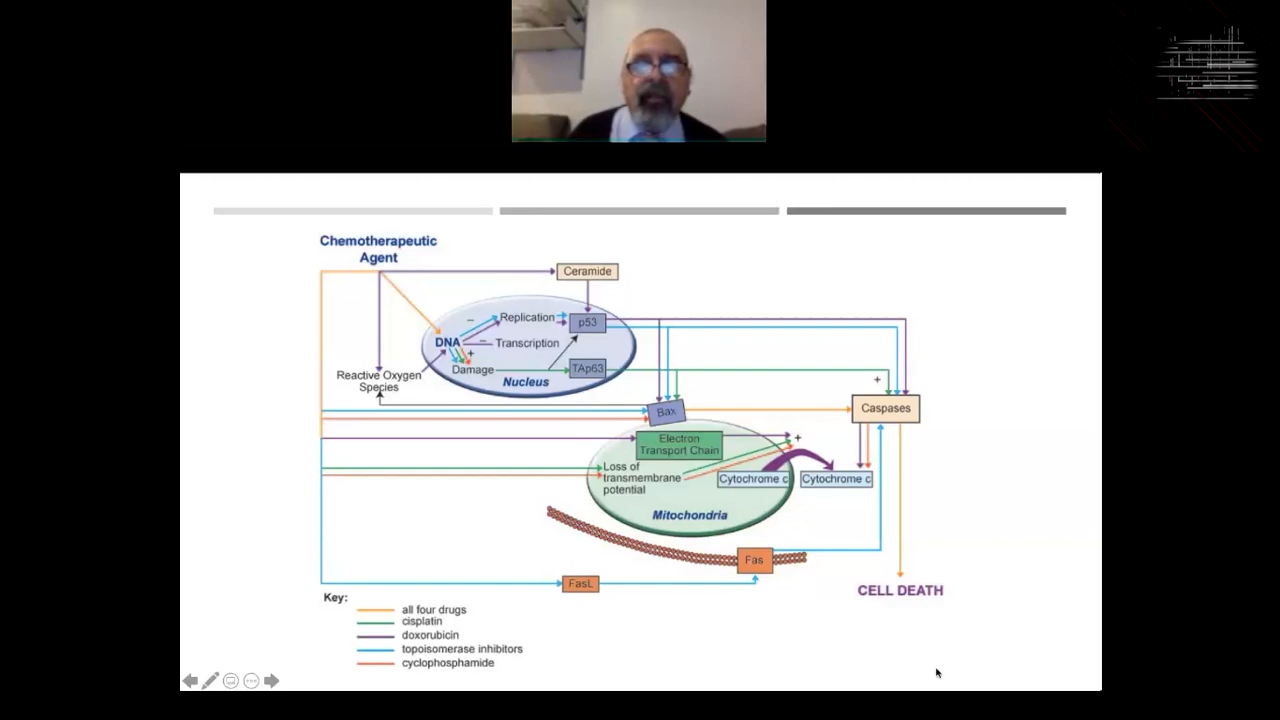 Chemotherapeutic
Agent
Ceramide
Replication
p53
DNA
Transcription
Damage
TAp63
Nucleus
Reactive Oxygen
Species
Bax
Caspases
Electron
Transport Chain
Loss of
transmembrane
potential
Cytochrome c
Cytochrome c
Mitochondria
Fas
FasL
CELL DEATH
Key:
all four drugs
cisplatin
doxorubicin
topoisomerase inhibitors
cyclophosphamide